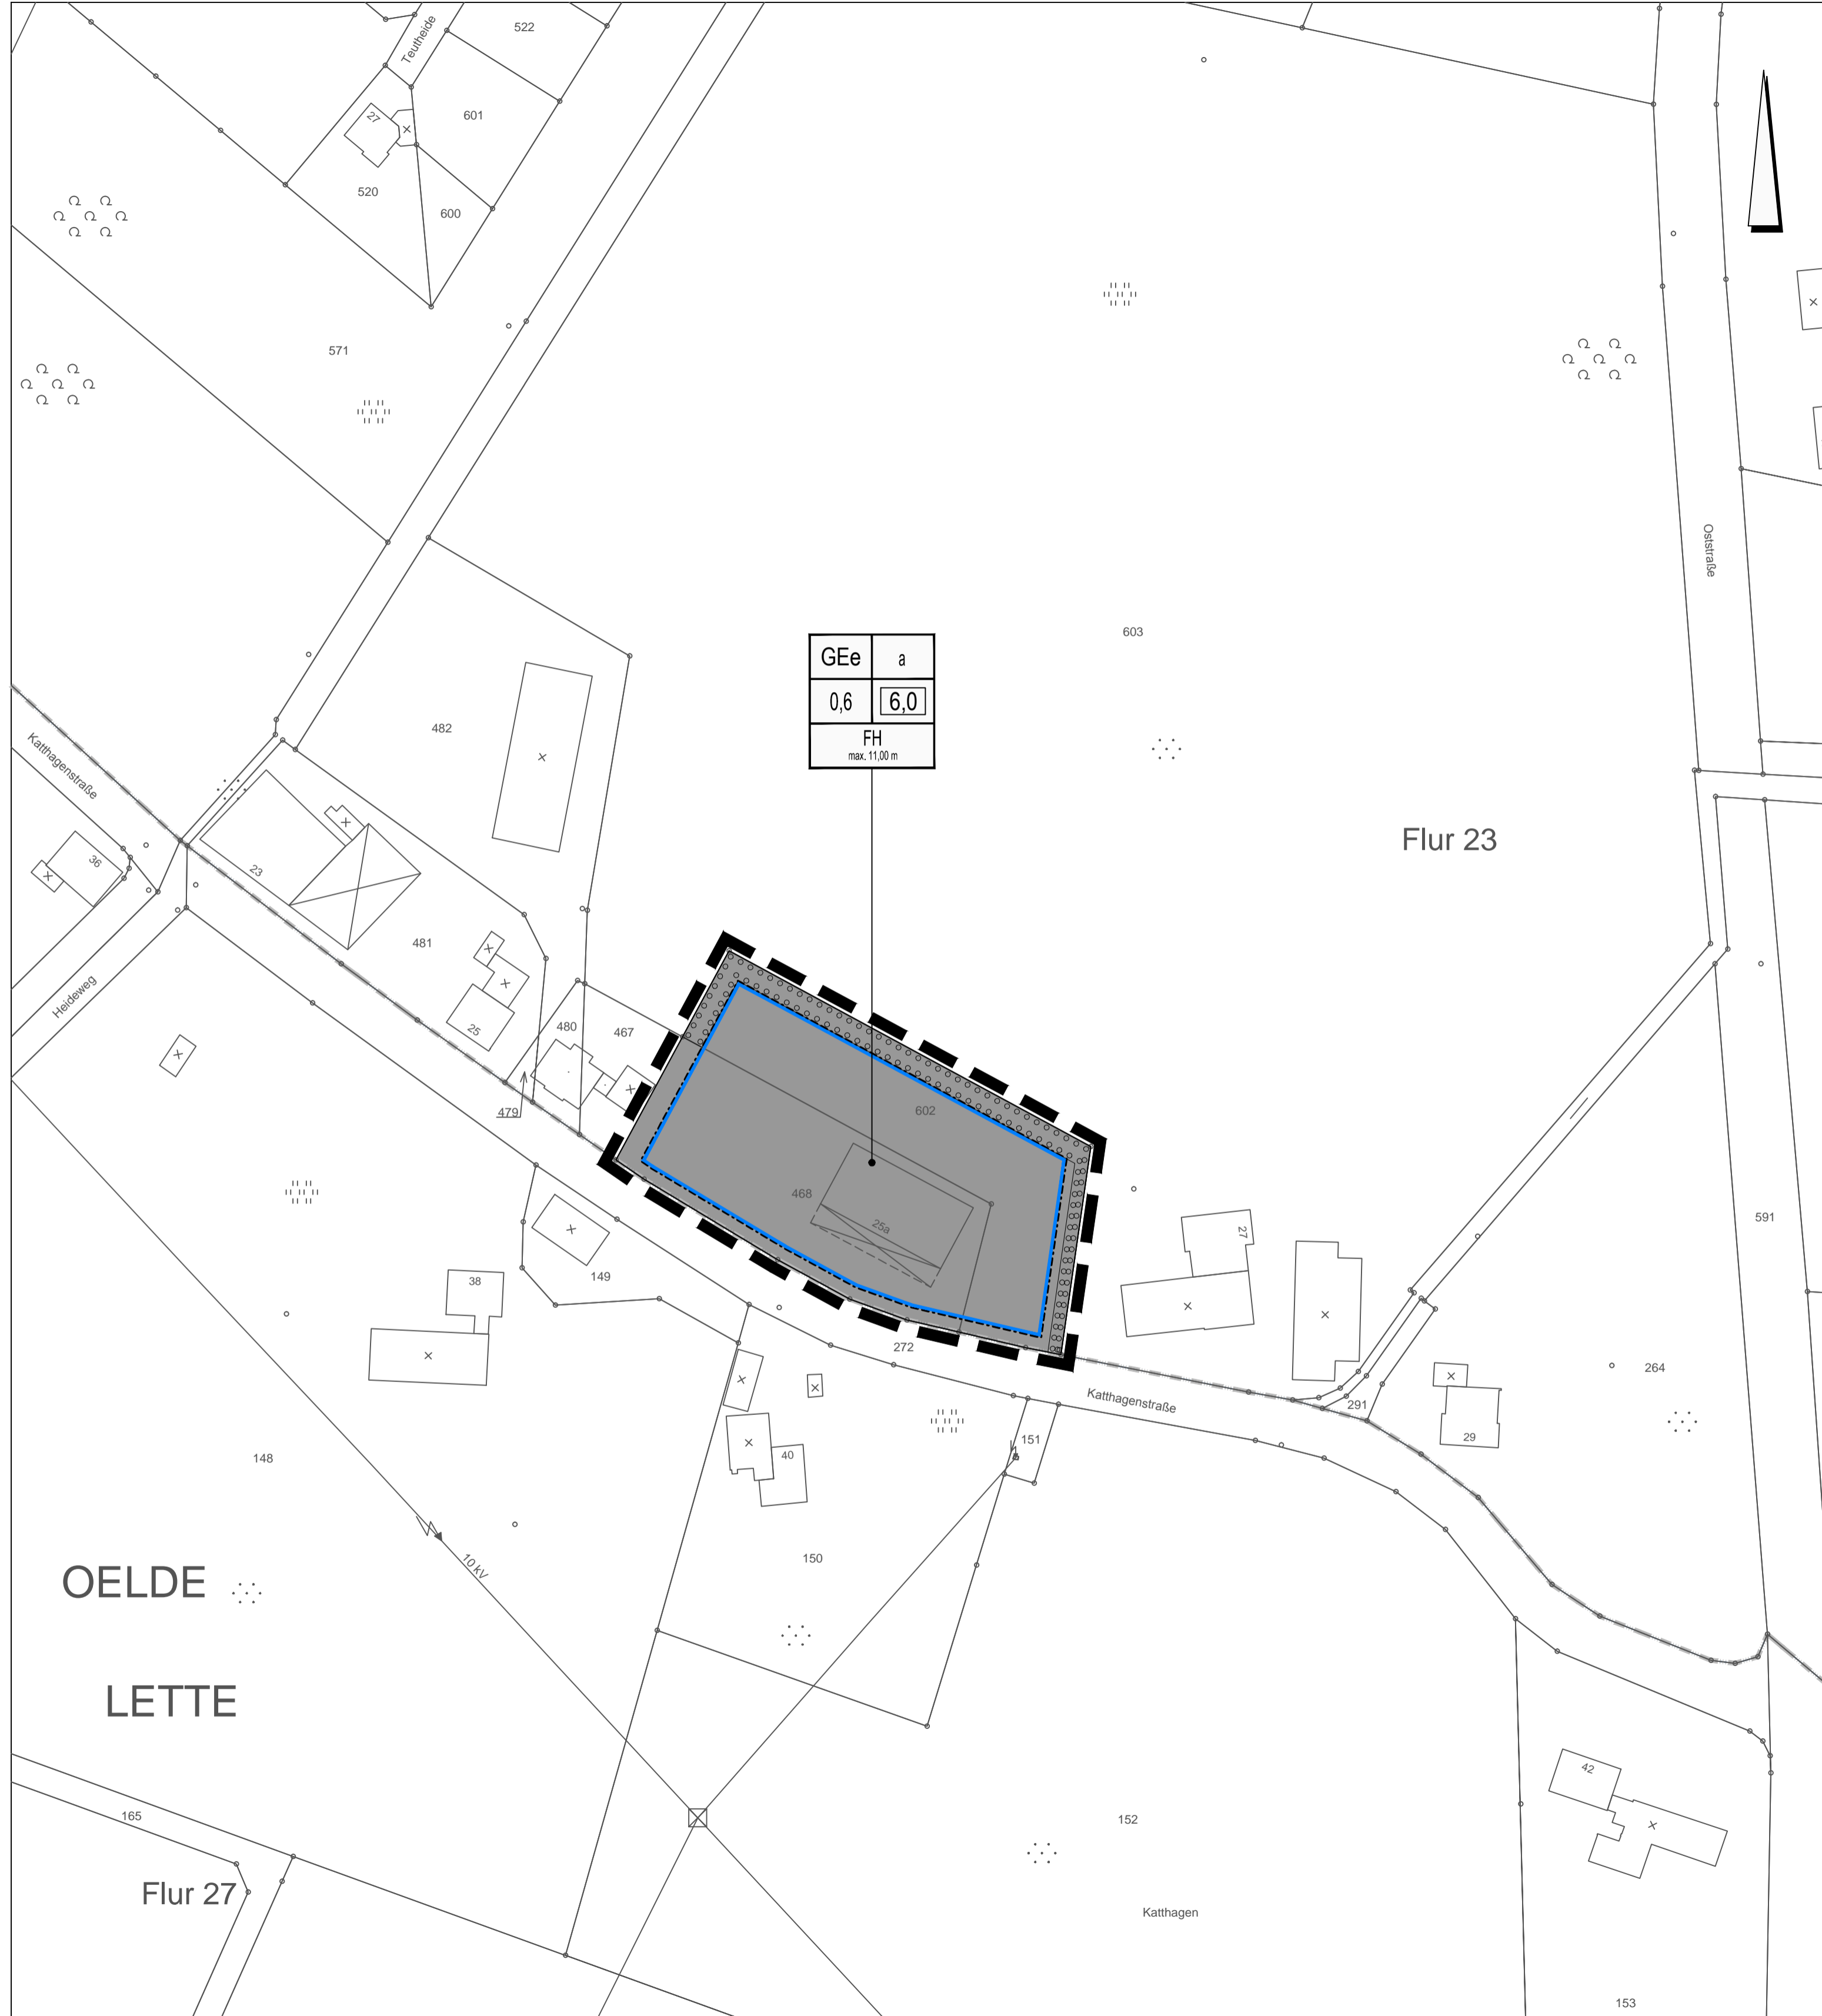 Teutheide
522
601
27
520
600
571
Oststraße
603
GEe a
0,6 6,0
FH
max. 11,00 m
482
Katthagenstraße
Flur 23
36
23
481
Heideweg
25
480
467
479
602
468
25a
591
27
149
38
272
264
Katthagenstraße
291
29
151
40
148
150
10 kV
OELDE
LETTE
42
165
152
Flur 27
Katthagen
153